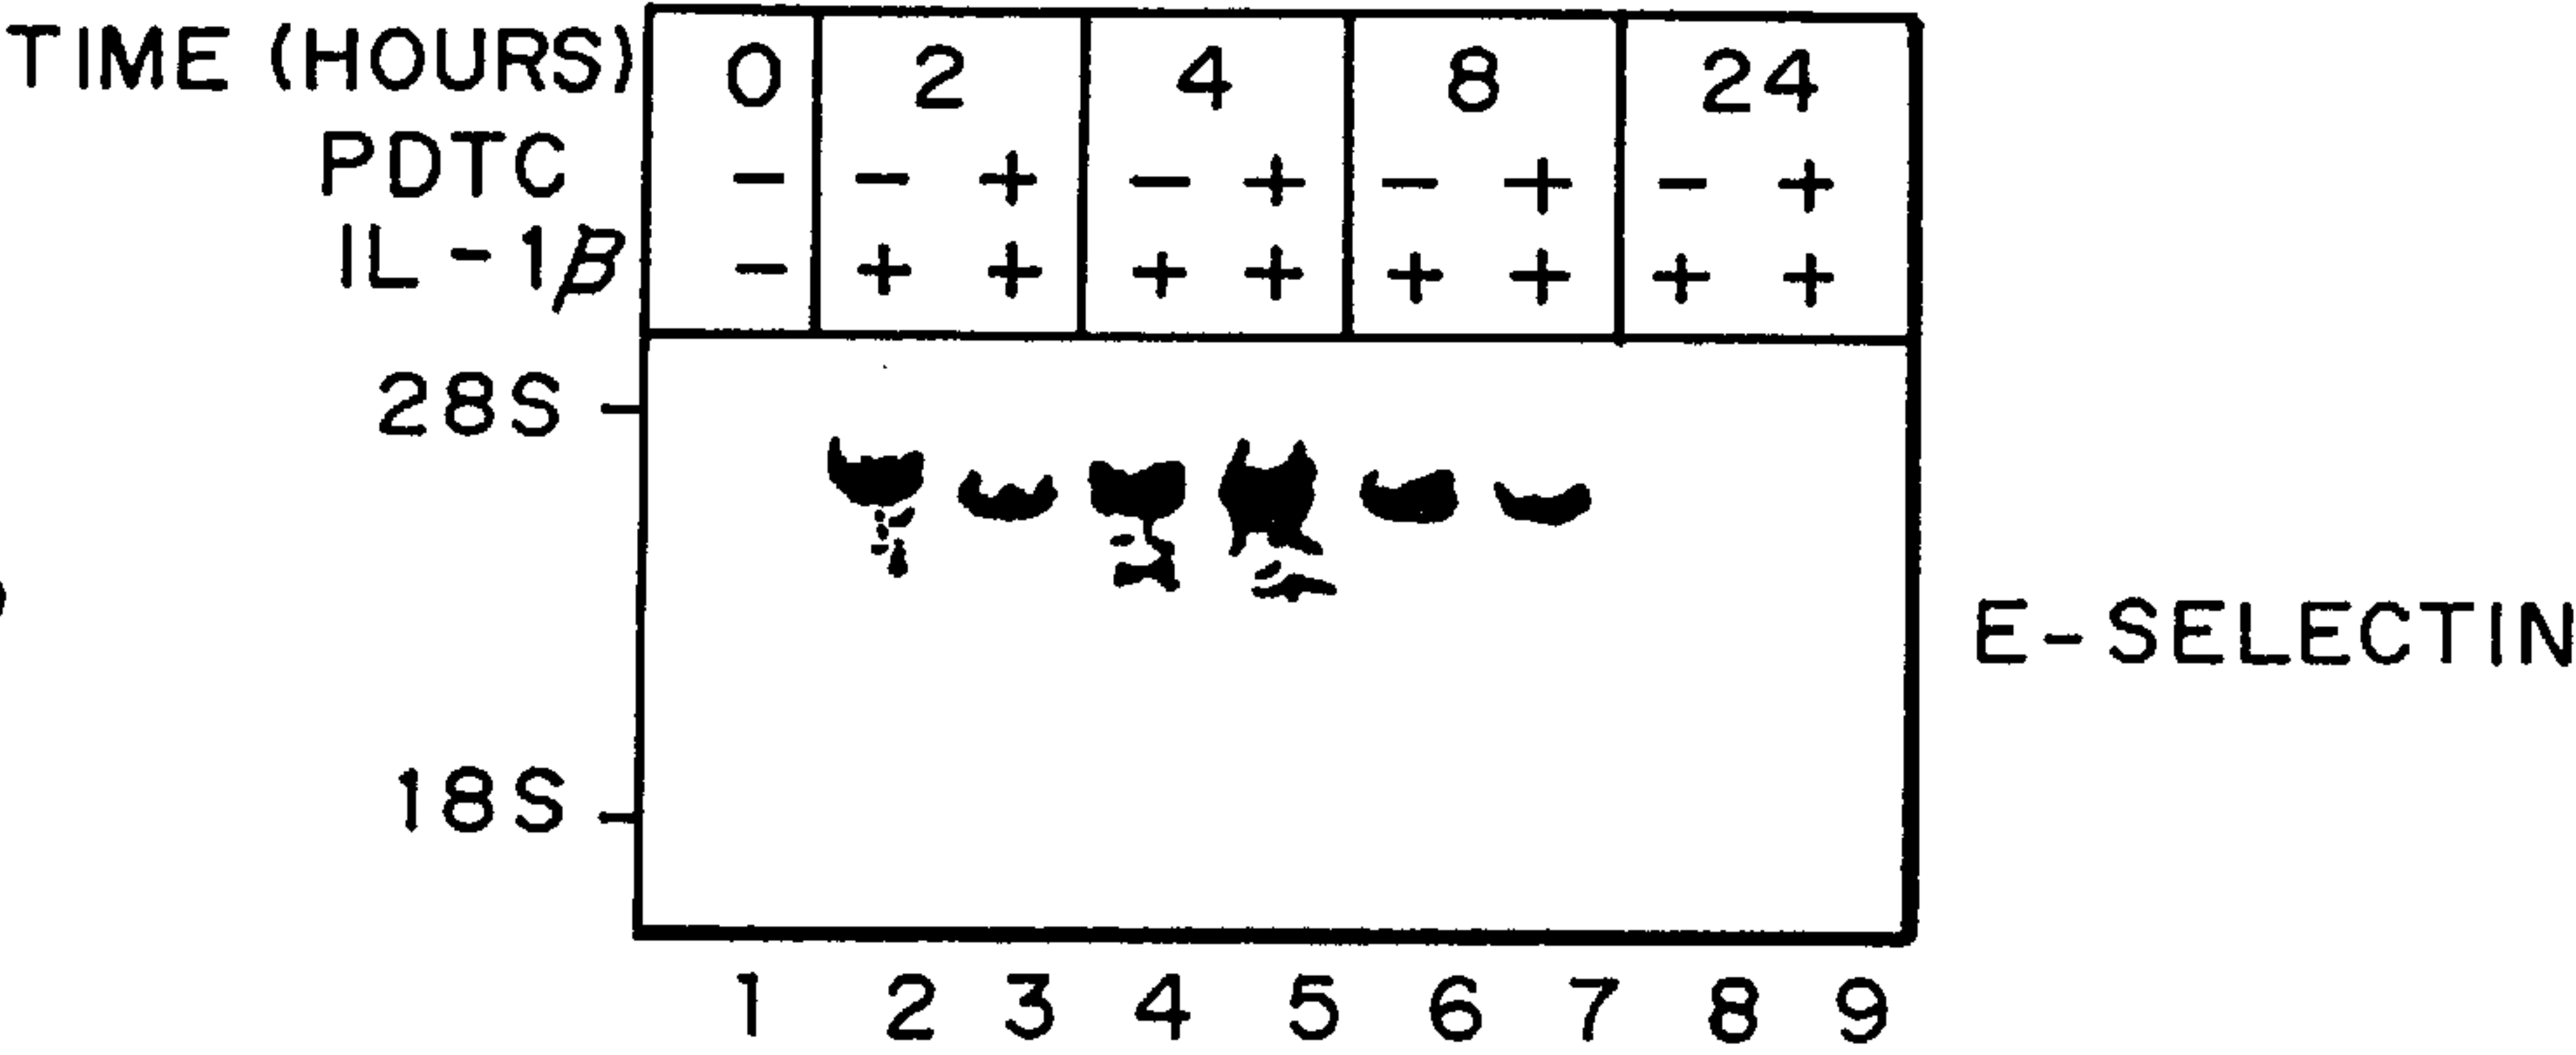 TIME (HOURS) 0 2 4 8 24
PDTC - - + - + - + - +
IL-1β - + + + + + + + +
28S
E-SELECTIN
18S
1 2 3 4 5 6 7 8 9